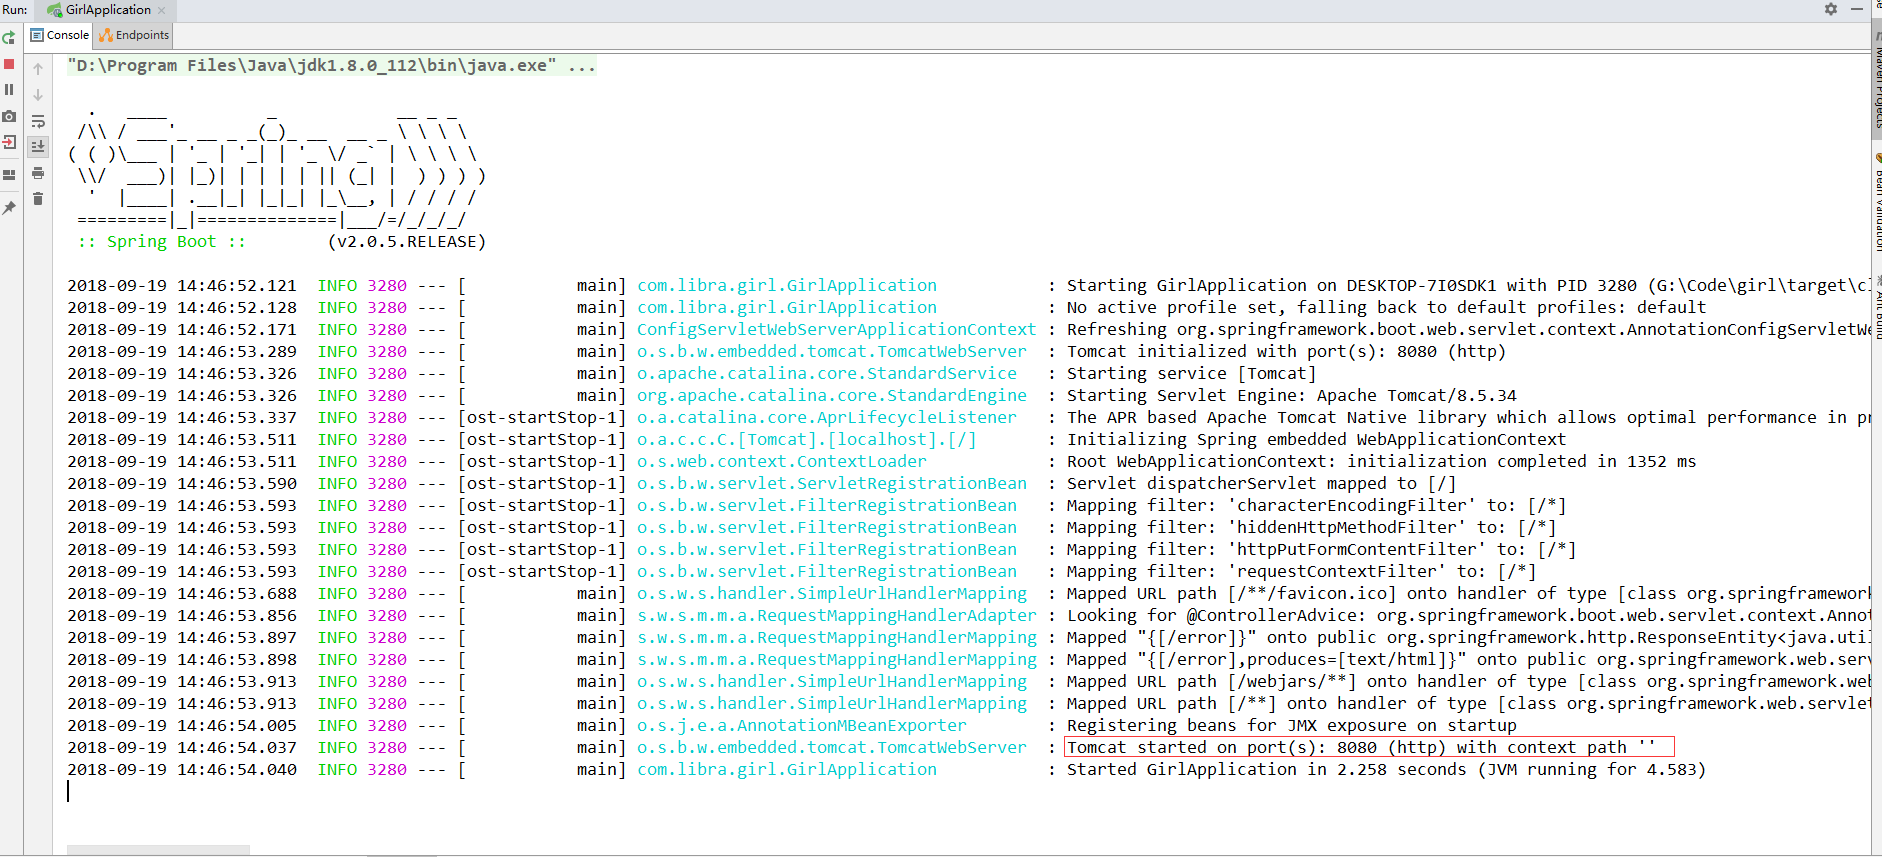 Run: GirlApplication
Console Endpoints
"D:\Program Files\Java\jdk1.8.0_112\bin\java.exe" ...
  .   ____          _            __ _ _
 /\\ / ___'_ __ _ _(_)_ __  __ _ \ \ \ \
( ( )\___ | '_ | '_| | '_ \/ _` | \ \ \ \
 \\/  ___)| |_)| | | | | || (_| |  ) ) ) )
  '  |____| .__|_| |_|_| |_\__, | / / / /
 =========|_|==============|___/=/_/_/_/
 :: Spring Boot ::        (v2.0.5.RELEASE)
2018-09-19 14:46:52.121  INFO 3280 --- [           main] com.libra.girl.GirlApplication           : Starting GirlApplication on DESKTOP-7I0SDK1 with PID 3280 (G:\Code\girl\target\cl
2018-09-19 14:46:52.128  INFO 3280 --- [           main] com.libra.girl.GirlApplication           : No active profile set, falling back to default profiles: default
2018-09-19 14:46:52.171  INFO 3280 --- [           main] ConfigServletWebServerApplicationContext : Refreshing org.springframework.boot.web.servlet.context.AnnotationConfigServletWe
2018-09-19 14:46:53.289  INFO 3280 --- [           main] o.s.b.w.embedded.tomcat.TomcatWebServer  : Tomcat initialized with port(s): 8080 (http)
2018-09-19 14:46:53.326  INFO 3280 --- [           main] o.apache.catalina.core.StandardService   : Starting service [Tomcat]
2018-09-19 14:46:53.326  INFO 3280 --- [           main] org.apache.catalina.core.StandardEngine  : Starting Servlet Engine: Apache Tomcat/8.5.34
2018-09-19 14:46:53.337  INFO 3280 --- [ost-startStop-1] o.a.catalina.core.AprLifecycleListener   : The APR based Apache Tomcat Native library which allows optimal performance in pr
2018-09-19 14:46:53.511  INFO 3280 --- [ost-startStop-1] o.a.c.c.C.[Tomcat].[localhost].[/]       : Initializing Spring embedded WebApplicationContext
2018-09-19 14:46:53.511  INFO 3280 --- [ost-startStop-1] o.s.web.context.ContextLoader            : Root WebApplicationContext: initialization completed in 1352 ms
2018-09-19 14:46:53.590  INFO 3280 --- [ost-startStop-1] o.s.b.w.servlet.ServletRegistrationBean  : Servlet dispatcherServlet mapped to [/]
2018-09-19 14:46:53.593  INFO 3280 --- [ost-startStop-1] o.s.b.w.servlet.FilterRegistrationBean   : Mapping filter: 'characterEncodingFilter' to: [/*]
2018-09-19 14:46:53.593  INFO 3280 --- [ost-startStop-1] o.s.b.w.servlet.FilterRegistrationBean   : Mapping filter: 'hiddenHttpMethodFilter' to: [/*]
2018-09-19 14:46:53.593  INFO 3280 --- [ost-startStop-1] o.s.b.w.servlet.FilterRegistrationBean   : Mapping filter: 'httpPutFormContentFilter' to: [/*]
2018-09-19 14:46:53.593  INFO 3280 --- [ost-startStop-1] o.s.b.w.servlet.FilterRegistrationBean   : Mapping filter: 'requestContextFilter' to: [/*]
2018-09-19 14:46:53.688  INFO 3280 --- [           main] o.s.w.s.handler.SimpleUrlHandlerMapping  : Mapped URL path [/**/favicon.ico] onto handler of type [class org.springframework
2018-09-19 14:46:53.856  INFO 3280 --- [           main] s.w.s.m.m.a.RequestMappingHandlerAdapter : Looking for @ControllerAdvice: org.springframework.boot.web.servlet.context.Annot
2018-09-19 14:46:53.897  INFO 3280 --- [           main] s.w.s.m.m.a.RequestMappingHandlerMapping : Mapped "{[/error]}" onto public org.springframework.http.ResponseEntity<java.util
2018-09-19 14:46:53.898  INFO 3280 --- [           main] s.w.s.m.m.a.RequestMappingHandlerMapping : Mapped "{[/error],produces=[text/html]}" onto public org.springframework.web.serv
2018-09-19 14:46:53.913  INFO 3280 --- [           main] o.s.w.s.handler.SimpleUrlHandlerMapping  : Mapped URL path [/webjars/**] onto handler of type [class org.springframework.web
2018-09-19 14:46:53.913  INFO 3280 --- [           main] o.s.w.s.handler.SimpleUrlHandlerMapping  : Mapped URL path [/**] onto handler of type [class org.springframework.web.servlet
2018-09-19 14:46:54.005  INFO 3280 --- [           main] o.s.j.e.a.AnnotationMBeanExporter        : Registering beans for JMX exposure on startup
2018-09-19 14:46:54.037  INFO 3280 --- [           main] o.s.b.w.embedded.tomcat.TomcatWebServer  : Tomcat started on port(s): 8080 (http) with context path ''
2018-09-19 14:46:54.040  INFO 3280 --- [           main] com.libra.girl.GirlApplication           : Started GirlApplication in 2.258 seconds (JVM running for 4.583)
Maven Projects
Bean Validation
Ant Build